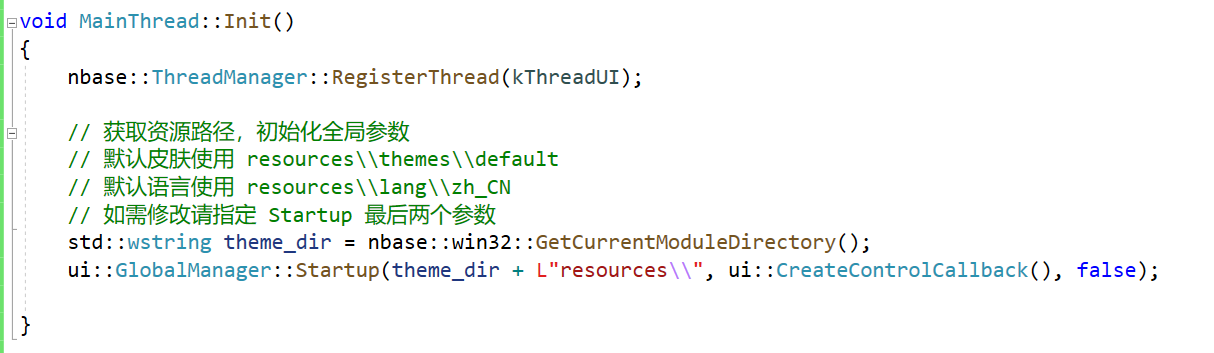 void MainThread::Init()
{
    nbase::ThreadManager::RegisterThread(kThreadUI);
    // 获取资源路径，初始化全局参数
    // 默认皮肤使用 resources\\themes\\default
    // 默认语言使用 resources\\lang\\zh_CN
    // 如需修改请指定 Startup 最后两个参数
    std::wstring theme_dir = nbase::win32::GetCurrentModuleDirectory();
    ui::GlobalManager::Startup(theme_dir + L"resources\\", ui::CreateControlCallback(), false);
}